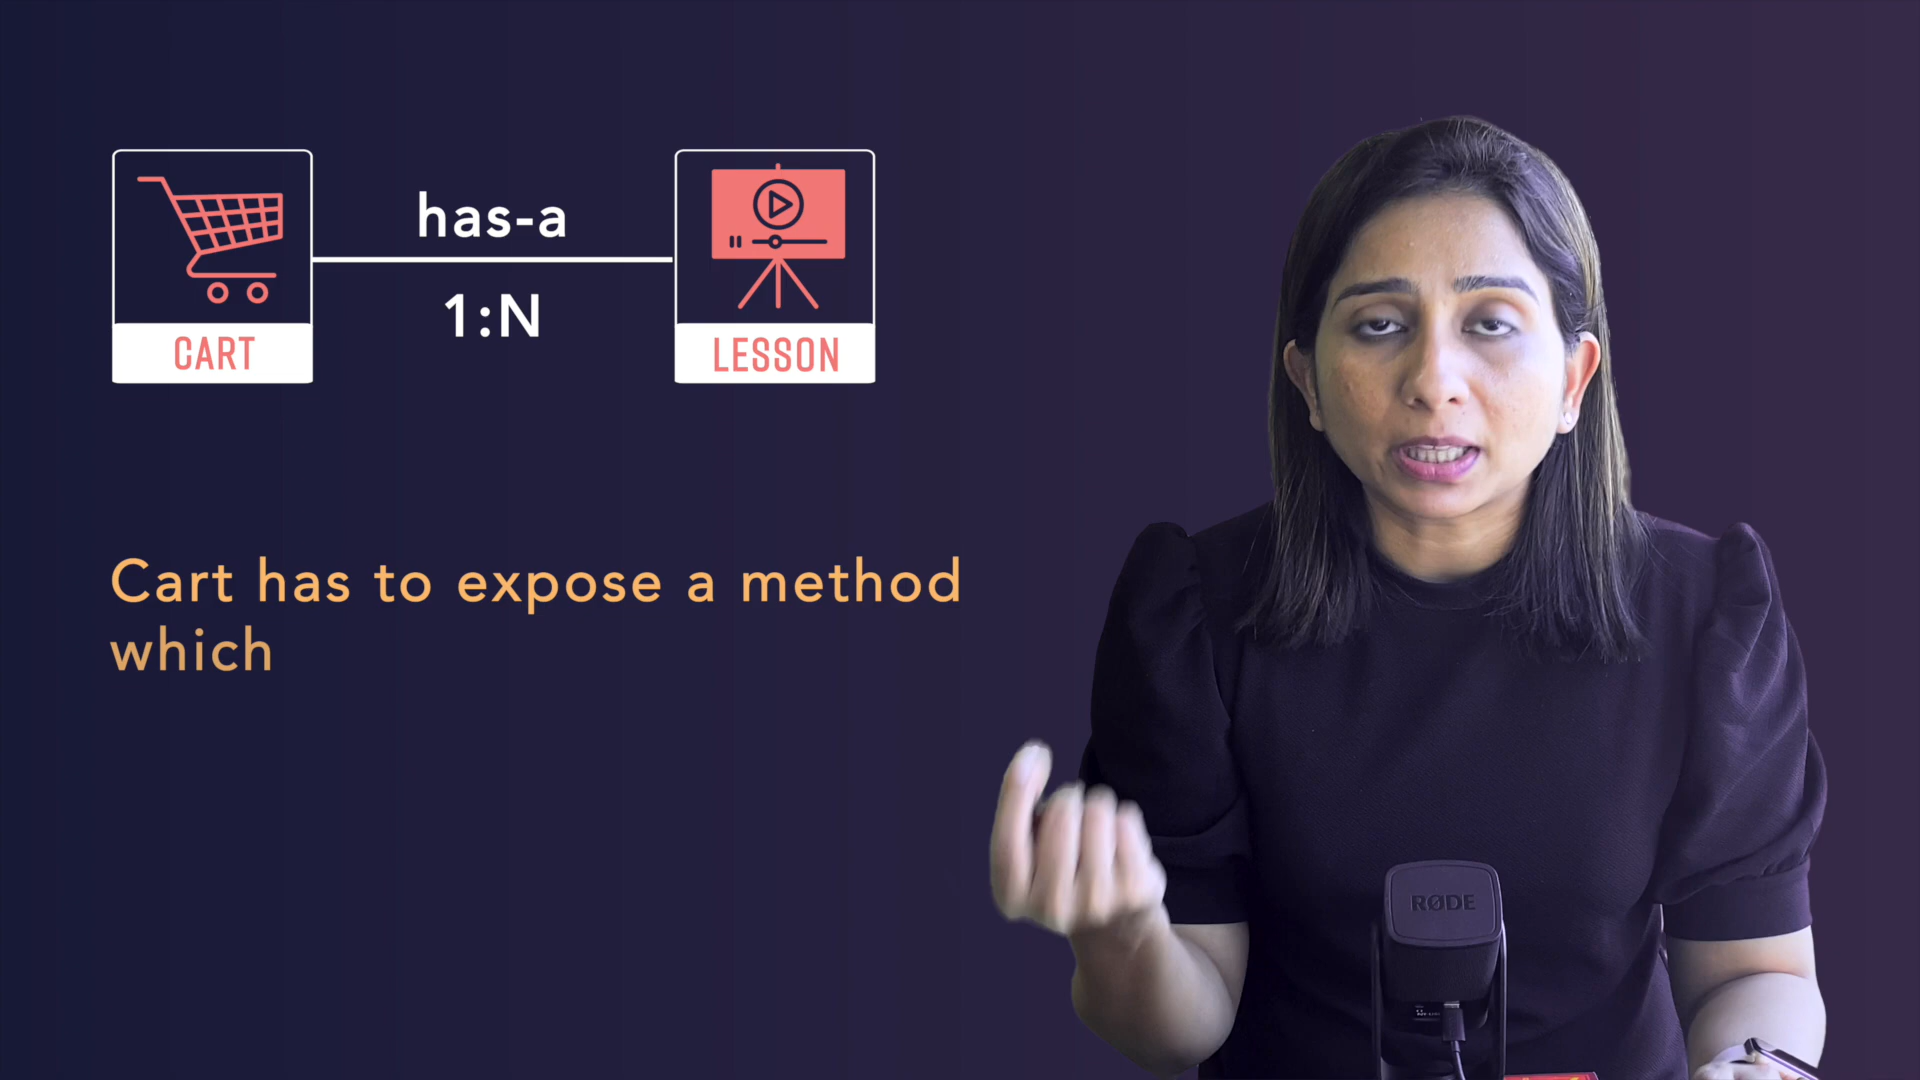 has-a
1:N
CART
LESSON
Cart has to expose a method
which
RØDE